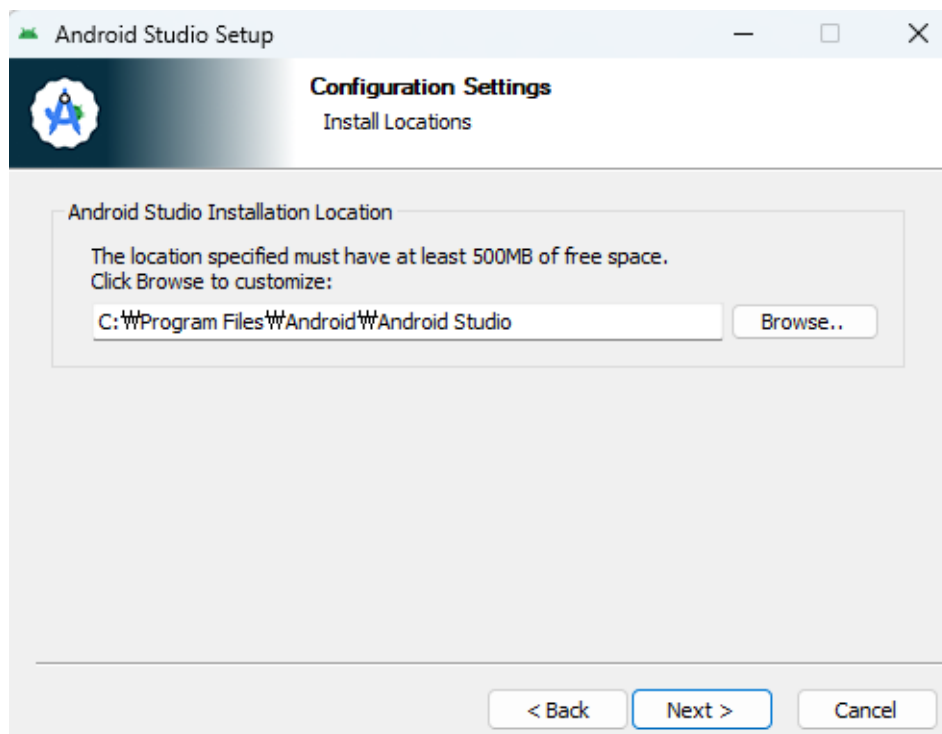 Android Studio Setup
Configuration Settings
Install Locations
Android Studio Installation Location
The location specified must have at least 500MB of free space.
Click Browse to customize:
C:₩Program Files₩Android₩Android Studio
Browse..
< Back
Next >
Cancel